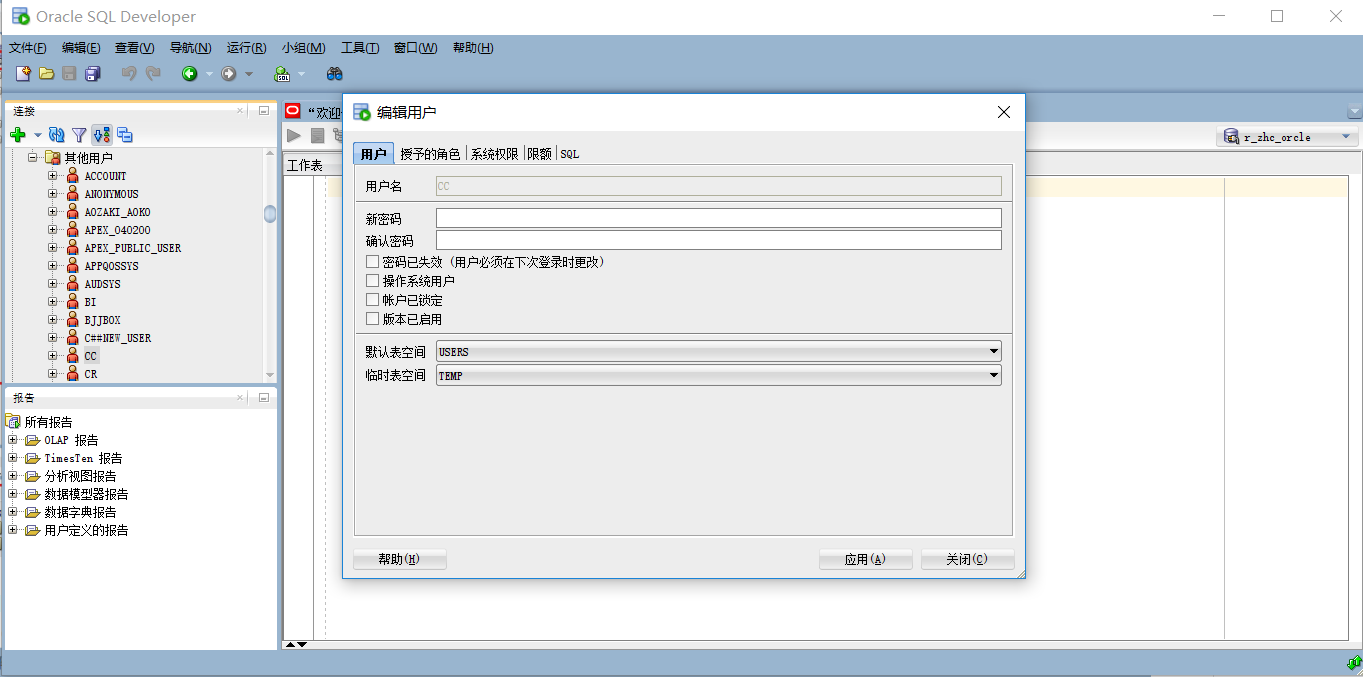 Oracle SQL Developer
文件(F) 编辑(E) 查看(V) 导航(N) 运行(R) 小组(M) 工具(T) 窗口(W) 帮助(H)
连接
其他用户
ACCOUNT
ANONYMOUS
AOZAKI_AOKO
APEX_040200
APEX_PUBLIC_USER
APPQOSSYS
AUDSYS
BI
BJJBOX
C##NEW_USER
CC
CR
报告
所有报告
OLAP 报告
TimesTen 报告
分析视图报告
数据模型器报告
数据字典报告
用户定义的报告
“欢迎
工作表
r_zhc_orcle
编辑用户
用户 授予的角色 系统权限 限额 SQL
用户名 CC
新密码
确认密码
密码已失效 (用户必须在下次登录时更改)
操作系统用户
帐户已锁定
版本已启用
默认表空间 USERS
临时表空间 TEMP
帮助(H) 应用(A) 关闭(C)